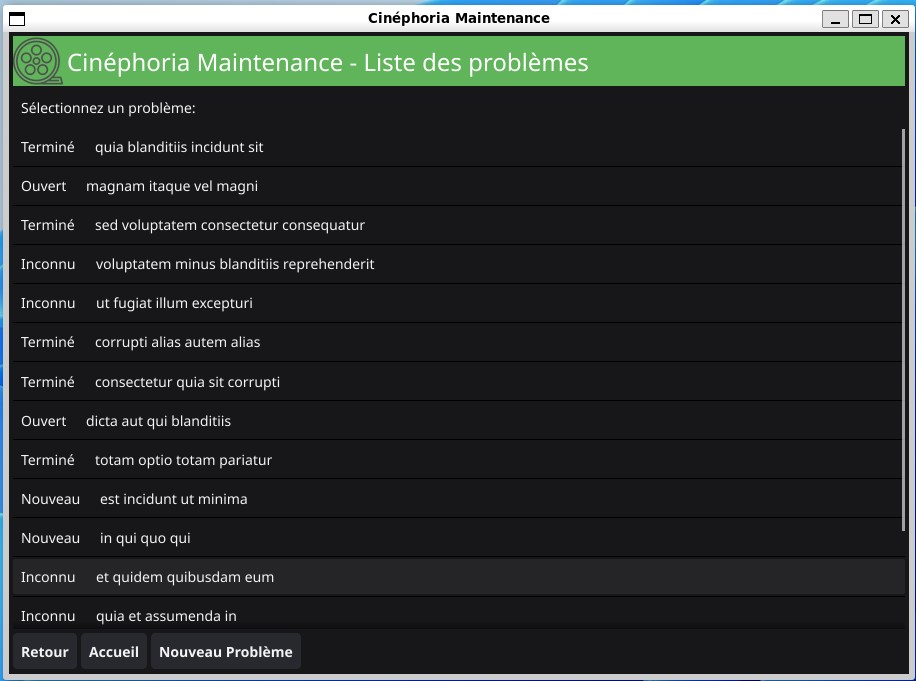 Cinéphoria Maintenance
Cinéphoria Maintenance - Liste des problèmes
Sélectionnez un problème:
Terminé quia blanditiis incidunt sit
Ouvert magnam itaque vel magni
Terminé sed voluptatem consectetur consequatur
Inconnu voluptatem minus blanditiis reprehenderit
Inconnu ut fugiat illum excepturi
Terminé corrupti alias autem alias
Terminé consectetur quia sit corrupti
Ouvert dicta aut qui blanditiis
Terminé totam optio totam pariatur
Nouveau est incidunt ut minima
Nouveau in qui quo qui
Inconnu et quidem quibusdam eum
Inconnu quia et assumenda in
Retour Accueil Nouveau Problème